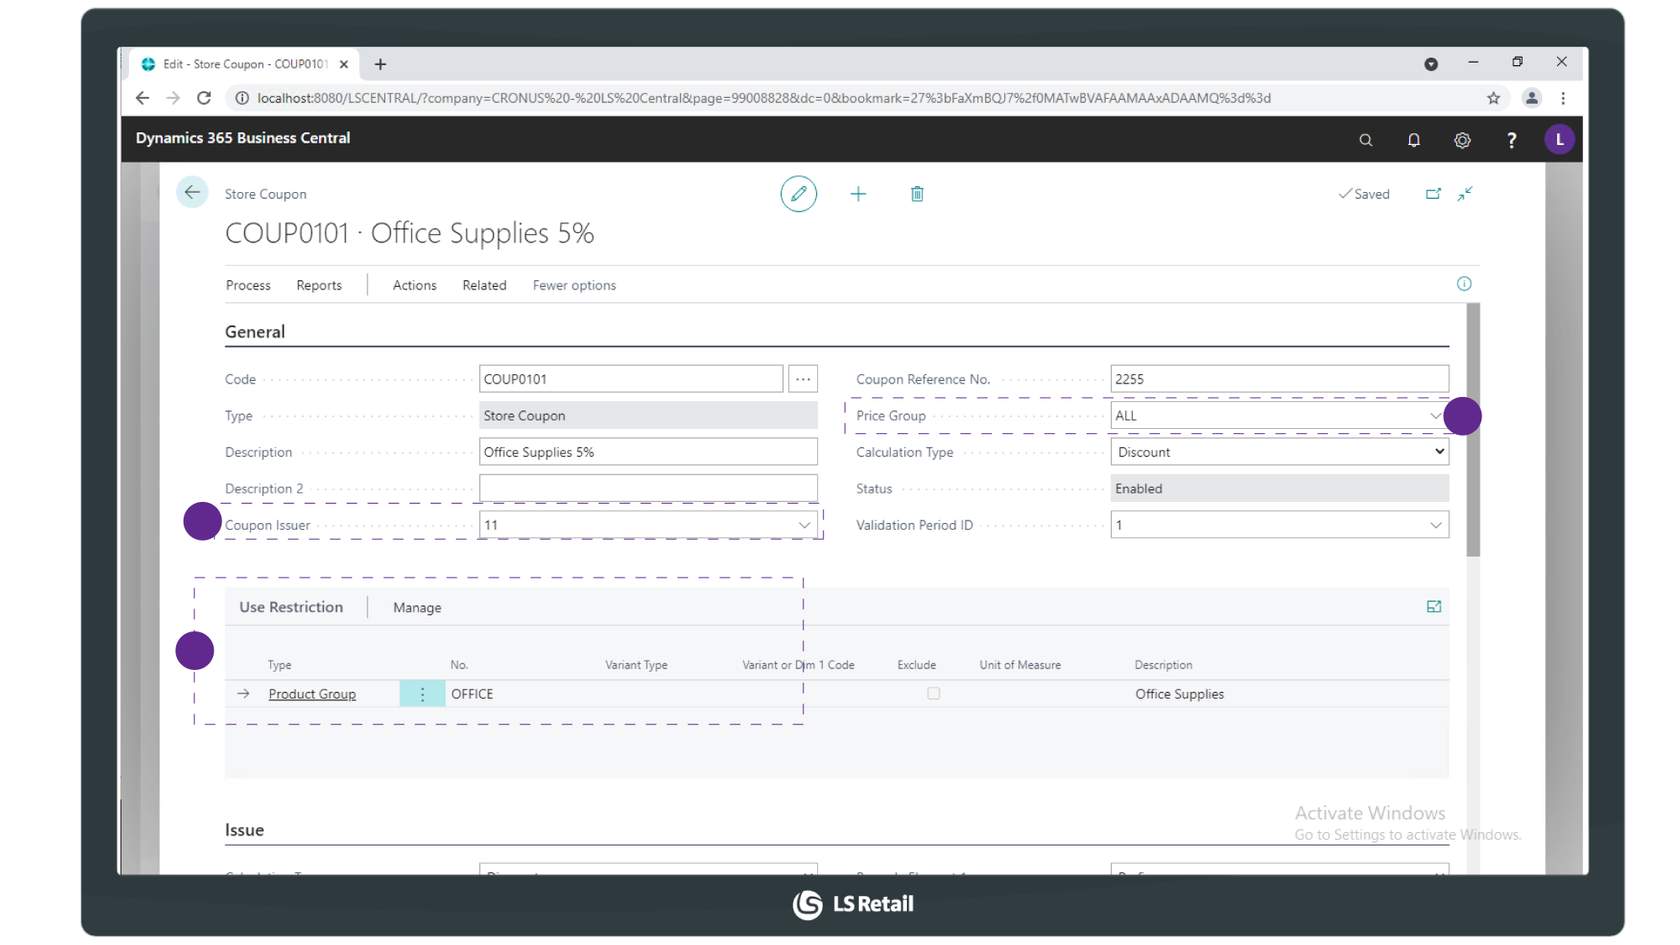 Edit - Store Coupon - COUP0101
localhost:8080/LSCENTRAL/?company=CRONUS%20-%20LS%20Central&page=99008828&dc=0&bookmark=27%3bFaXmBQJ7%2f0MATwBVAFAAMAAxADAAMQ%3d%3d
Dynamics 365 Business Central
? L
Store Coupon
Saved
COUP0101 · Office Supplies 5%
Process Reports Actions Related Fewer options
General
Code COUP0101 ... Coupon Reference No. 2255
Type Store Coupon Price Group ALL
Description Office Supplies 5% Calculation Type Discount
Description 2 Status Enabled
Coupon Issuer 11 Validation Period ID 1
Use Restriction Manage
Type No. Variant Type Variant or Dim 1 Code Exclude Unit of Measure Description
Product Group OFFICE Office Supplies
Activate Windows
Issue
Go to Settings to activate Windows.
LS Retail